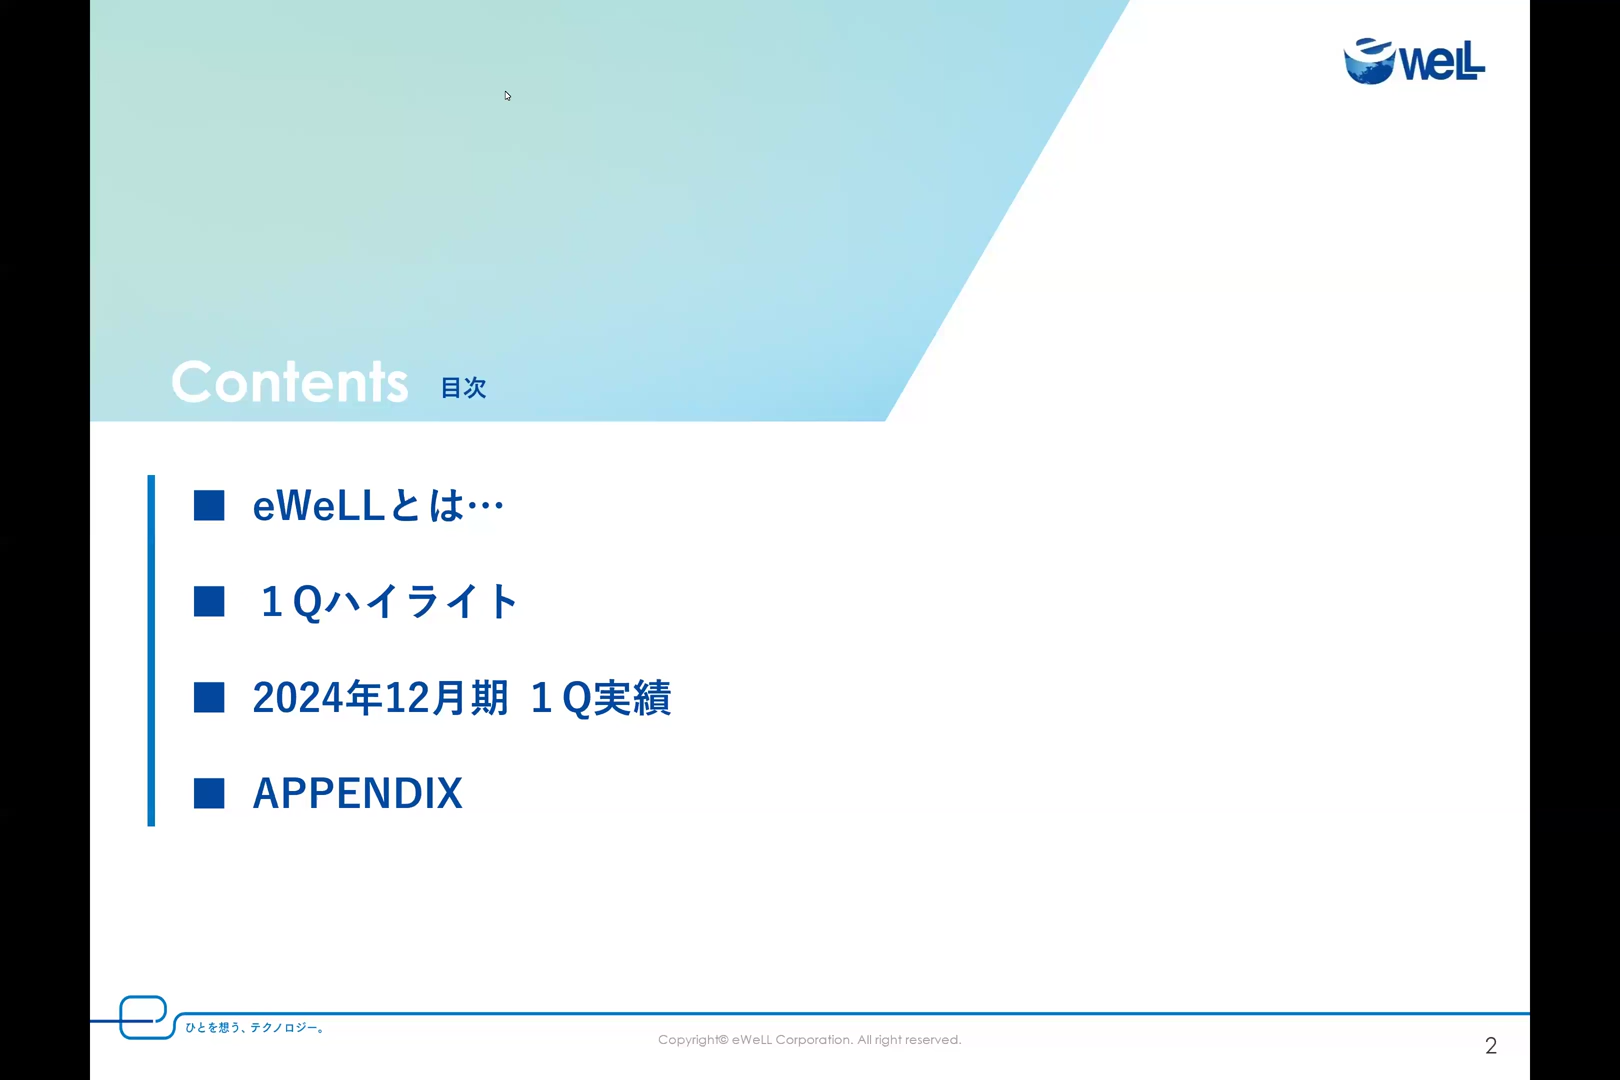 eWeLL
Contents 目次
■ eWeLLとは…
■ １Qハイライト
■ 2024年12月期 １Q実績
■ APPENDIX
ひとを想う、テクノロジー。
Copyright© eWeLL Corporation. All right reserved.
2